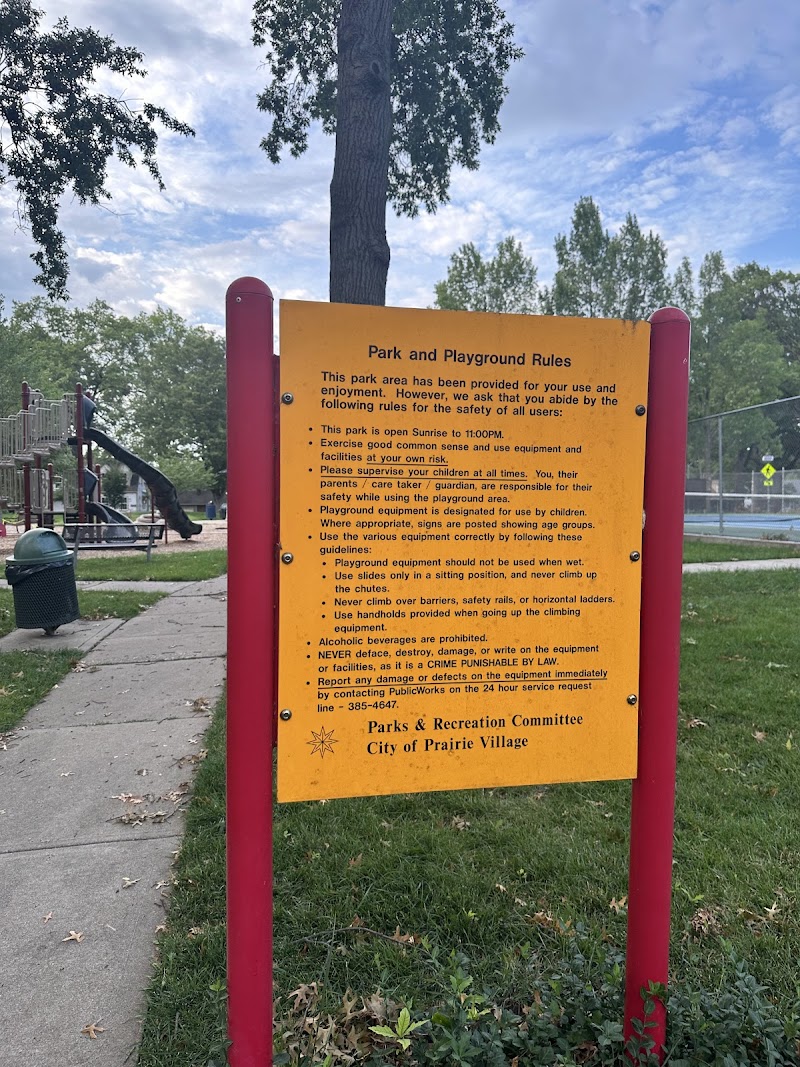 Park and Playground Rules
This park area has been provided for your use and
enjoyment. However, we ask that you abide by the
following rules for the safety of all users:
• This park is open Sunrise to 11:00PM.
• Exercise good common sense and use equipment and
facilities at your own risk.
• Please supervise your children at all times. You, their
parents / care taker / guardian, are responsible for their
safety while using the playground area.
• Playground equipment is designated for use by children.
Where appropriate, signs are posted showing age groups.
• Use the various equipment correctly by following these
guidelines:
• Playground equipment should not be used when wet.
• Use slides only in a sitting position, and never climb up
the chutes.
• Never climb over barriers, safety rails, or horizontal ladders.
• Use handholds provided when going up the climbing
equipment.
• Alcoholic beverages are prohibited.
• NEVER deface, destroy, damage, or write on the equipment
or facilities, as it is a CRIME PUNISHABLE BY LAW.
• Report any damage or defects on the equipment immediately
by contacting PublicWorks on the 24 hour service request
line - 385-4647.
Parks & Recreation Committee
City of Prairie Village